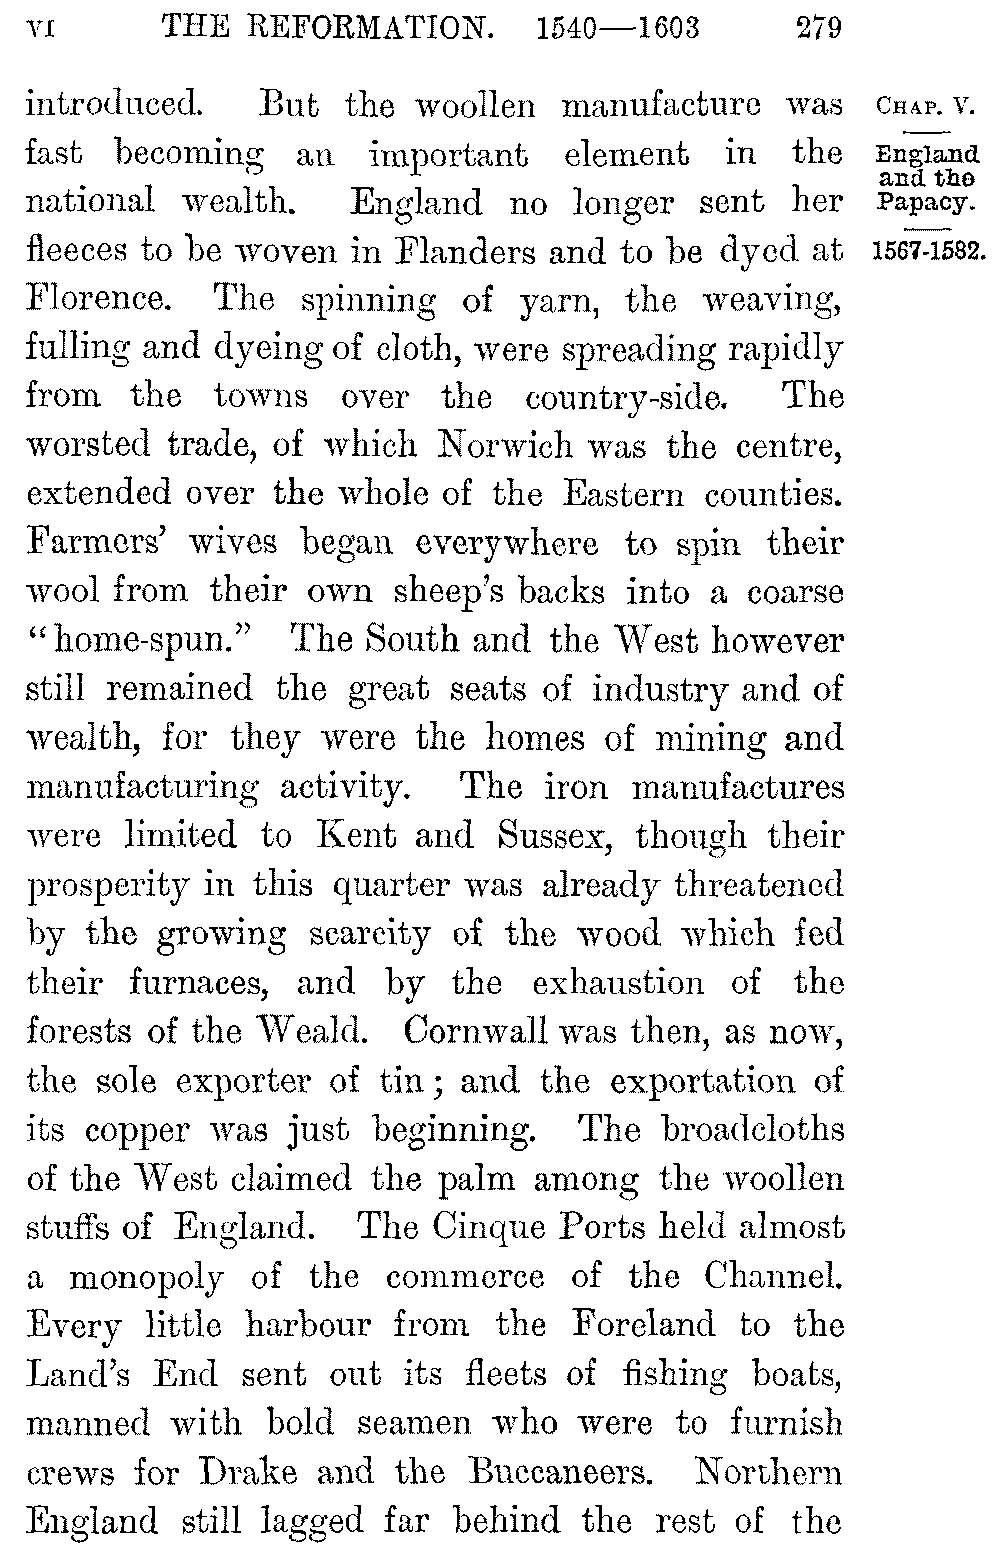 VI THE REFORMATION. 1540—1603 279
introduced. But the woollen manufacture was
fast becoming an important element in the
national wealth. England no longer sent her
fleeces to be woven in Flanders and to be dyed at
Florence. The spinning of yarn, the weaving,
fulling and dyeing of cloth, were spreading rapidly
from the towns over the country-side. The
worsted trade, of which Norwich was the centre,
extended over the whole of the Eastern counties.
Farmers' wives began everywhere to spin their
wool from their own sheep's backs into a coarse
"home-spun." The South and the West however
still remained the great seats of industry and of
wealth, for they were the homes of mining and
manufacturing activity. The iron manufactures
were limited to Kent and Sussex, though their
prosperity in this quarter was already threatened
by the growing scarcity of the wood which fed
their furnaces, and by the exhaustion of the
forests of the Weald. Cornwall was then, as now,
the sole exporter of tin; and the exportation of
its copper was just beginning. The broadcloths
of the West claimed the palm among the woollen
stuffs of England. The Cinque Ports held almost
a monopoly of the commerce of the Channel.
Every little harbour from the Foreland to the
Land's End sent out its fleets of fishing boats,
manned with bold seamen who were to furnish
crews for Drake and the Buccaneers. Northern
England still lagged far behind the rest of the
CHAP. V.
England
and the
Papacy.
1567-1582.